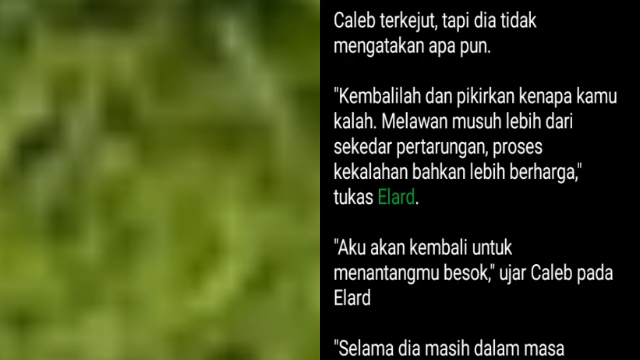 Caleb terkejut, tapi dia tidak
mengatakan apa pun.
"Kembalilah dan pikirkan kenapa kamu
kalah. Melawan musuh lebih dari
sekedar pertarungan, proses
kekalahan bahkan lebih berharga,"
tukas Elard.
"Aku akan kembali untuk
menantangmu besok," ujar Caleb pada
Elard
"Selama dia masih dalam masa